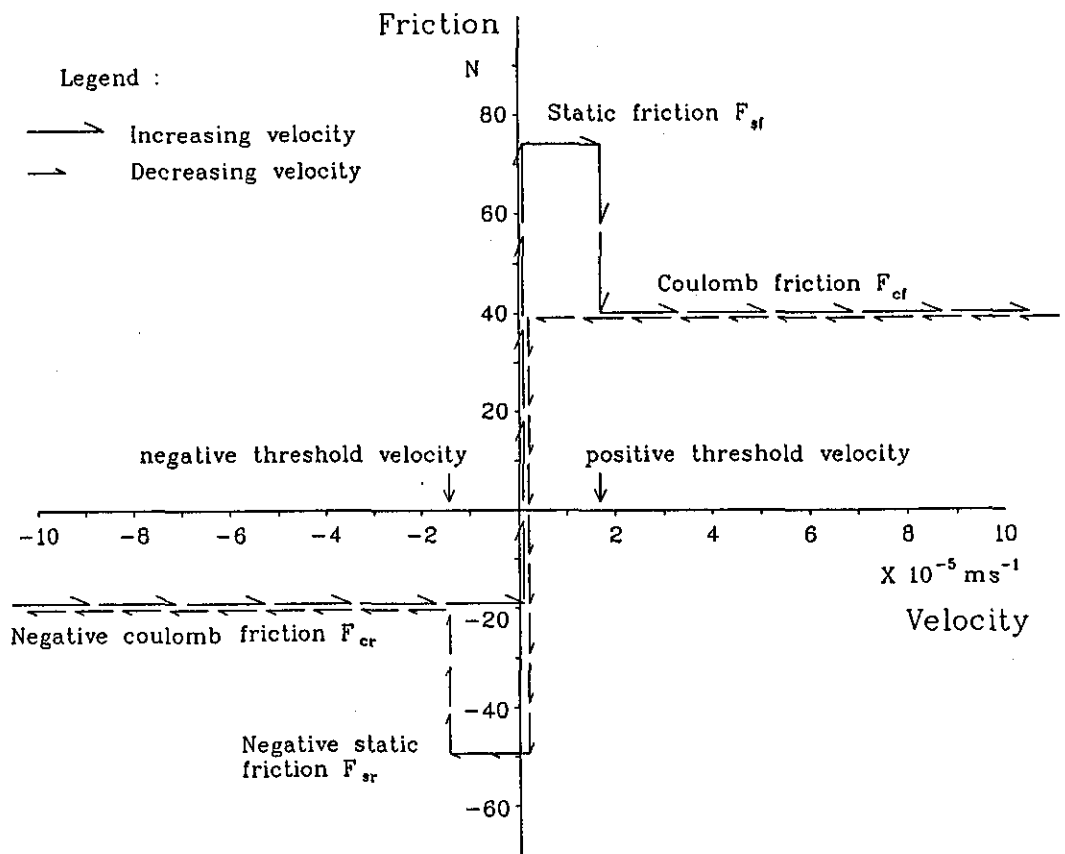 Friction
N
Legend :
Increasing velocity
Decreasing velocity
Static friction F_sf
80
60
Coulomb friction F_cf
40
20
negative threshold velocity
positive threshold velocity
-10 -8 -6 -4 -2 2 4 6 8 10
X 10^-5 ms^-1
Velocity
-20
Negative coulomb friction F_cr
-40
Negative static
friction F_sr
-60